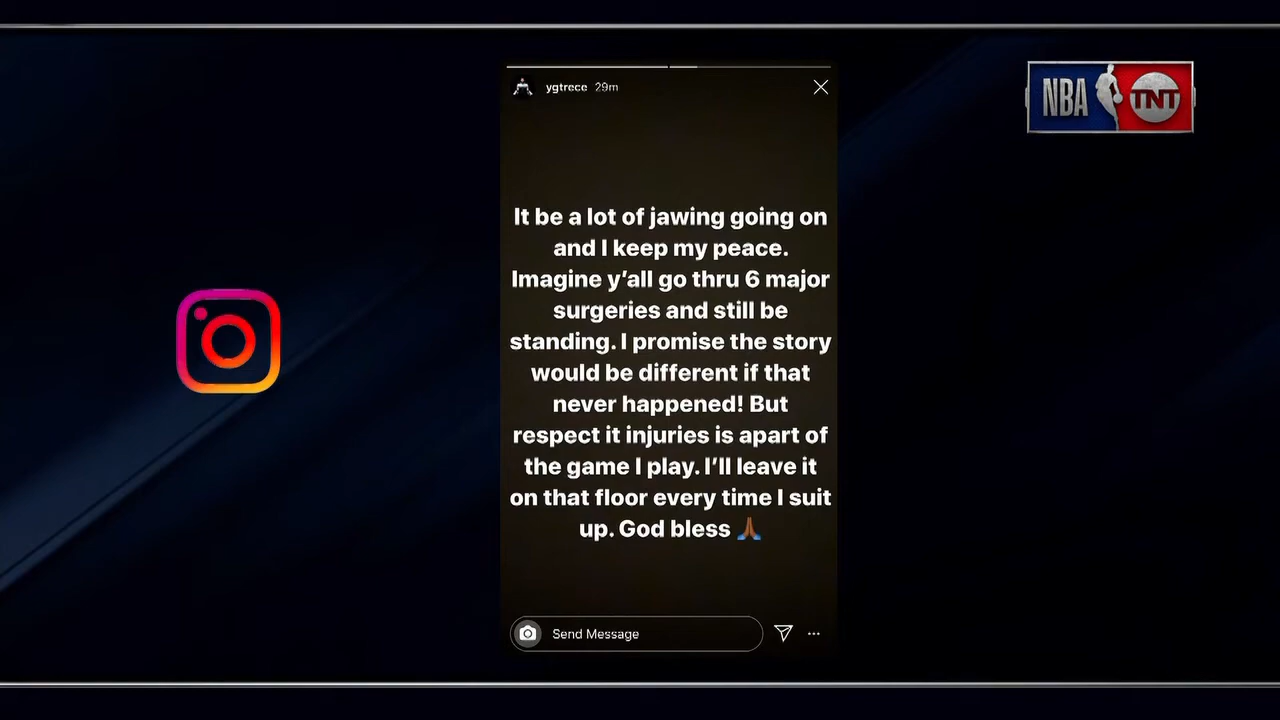 ygtrece 29m
NBA TNT
It be a lot of jawing going on
and I keep my peace.
Imagine y’all go thru 6 major
surgeries and still be
standing. I promise the story
would be different if that
never happened! But
respect it injuries is apart of
the game I play. I’ll leave it
on that floor every time I suit
up. God bless 🙏🏾
Send Message